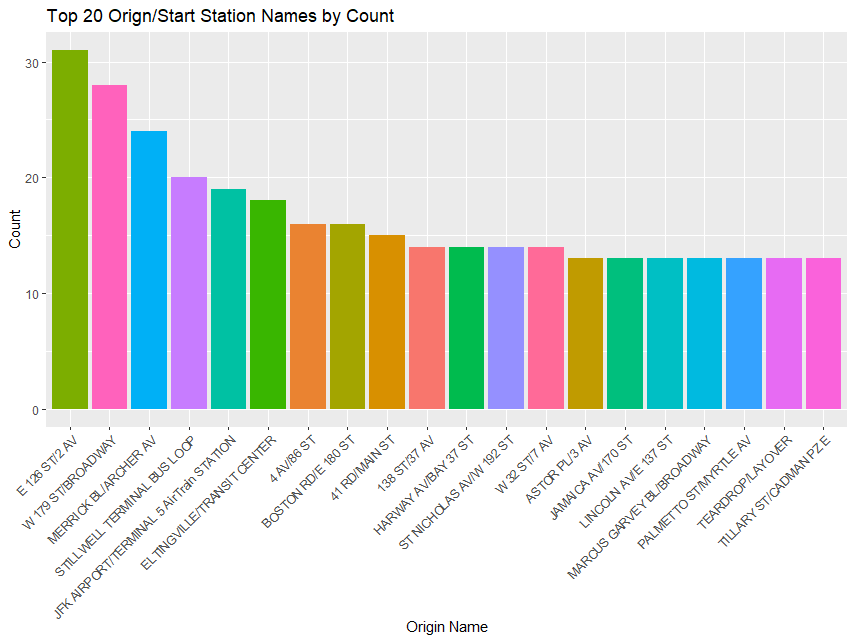 Top 20 Orign/Start Station Names by Count
Count
30
20
10
0
E 126 ST/2 AV
W 179 ST/BROADWAY
MERRICK BL/ARCHER AV
STILLWELL TERMINAL BUS LOOP
JFK AIRPORT/TERMINAL 5 AirTrain STATION
ELTINGVILLE/TRANSIT CENTER
4 AV/86 ST
BOSTON RD/E 180 ST
41 RD/MAIN ST
138 ST/37 AV
HARWAY AV/BAY 37 ST
ST NICHOLAS AV/W 192 ST
W 32 ST/7 AV
ASTOR PL/3 AV
JAMAICA AV/170 ST
LINCOLN AV/E 137 ST
MARCUS GARVEY BL/BROADWAY
PALMETTO ST/MYRTLE AV
TEARDROP/LAYOVER
TILLARY ST/CADMAN PZ E
Origin Name